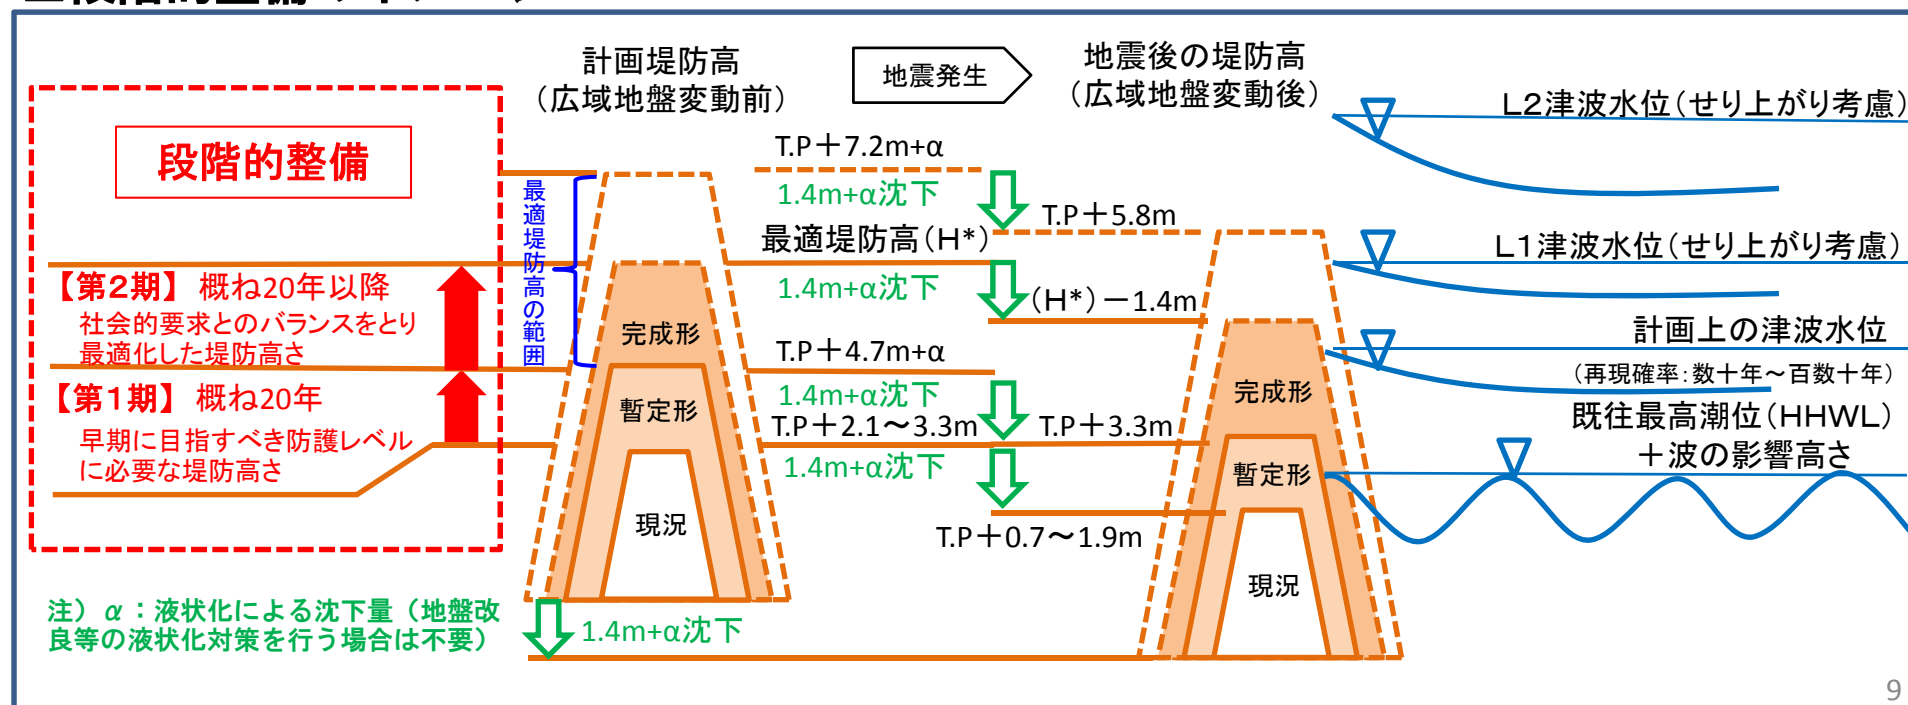 計画堤防高
（広域地盤変動前）
地震発生
地震後の堤防高
（広域地盤変動後）
L2津波水位（せり上がり考慮）
段階的整備
最適堤防高の範囲
T.P＋7.2m+α
1.4m+α沈下
T.P＋5.8m
最適堤防高（H*）
L1津波水位（せり上がり考慮）
【第2期】 概ね20年以降
社会的要求とのバランスをとり
最適化した堤防高さ
1.4m+α沈下
（H*）－1.4m
完成形
T.P＋4.7m+α
計画上の津波水位
（再現確率：数十年～百数十年）
【第1期】 概ね20年
早期に目指すべき防護レベル
に必要な堤防高さ
暫定形
1.4m+α沈下
T.P＋2.1～3.3m
T.P＋3.3m
完成形
既往最高潮位（HHWL）
＋波の影響高さ
1.4m+α沈下
暫定形
現況
T.P＋0.7～1.9m
現況
注） α ：液状化による沈下量（地盤改
良等の液状化対策を行う場合は不要）
1.4m+α沈下
9